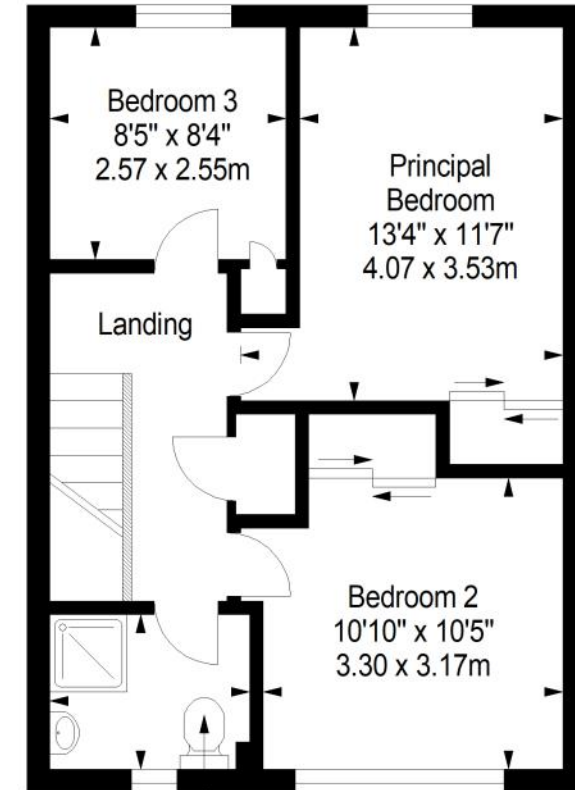 Bedroom 3
8'5" x 8'4"
2.57 x 2.55m
Principal
Bedroom
13'4" x 11'7"
4.07 x 3.53m
Landing
Bedroom 2
10'10" x 10'5"
3.30 x 3.17m